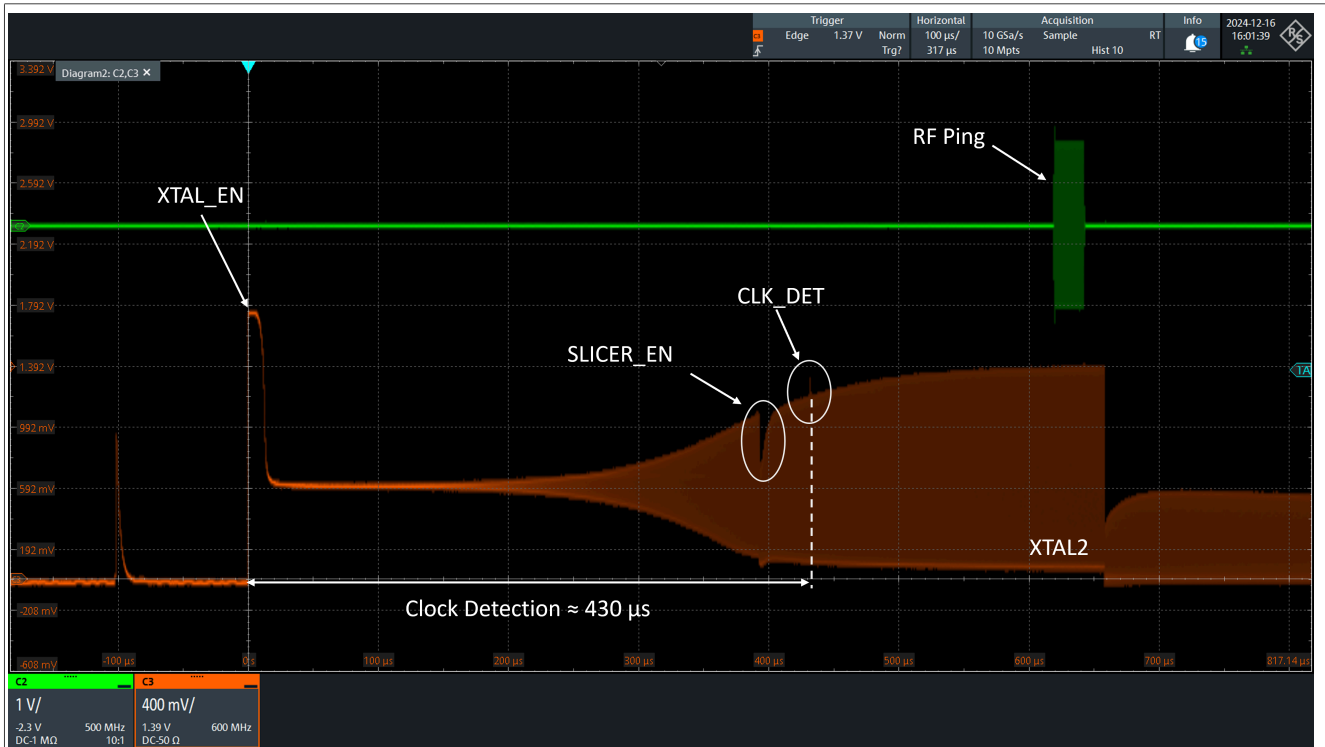 Trigger
Horizontal
Acquisition
Info
2024-12-16
C3 Edge 1.37 V Norm
100 µs/
10 GSa/s Sample RT
15
16:01:39
R&S
Trig?
317 µs
10 Mpts Hist 10
3.392 V
Diagram2: C2,C3 ×
2.992 V
RF Ping
2.592 V
XTAL_EN
C2
2.192 V
CLK_DET
1.792 V
SLICER_EN
1.392 V
TA
992 mV
592 mV
192 mV
XTAL2
C3
Clock Detection ≈ 430 µs
-208 mV
-608 mV
-100 µs
0 s
100 µs
200 µs
300 µs
400 µs
500 µs
600 µs
700 µs
817.14 µs
C2
C3
1 V/
400 mV/
-2.3 V 500 MHz
1.39 V 600 MHz
DC-1 MΩ 10:1
DC-50 Ω